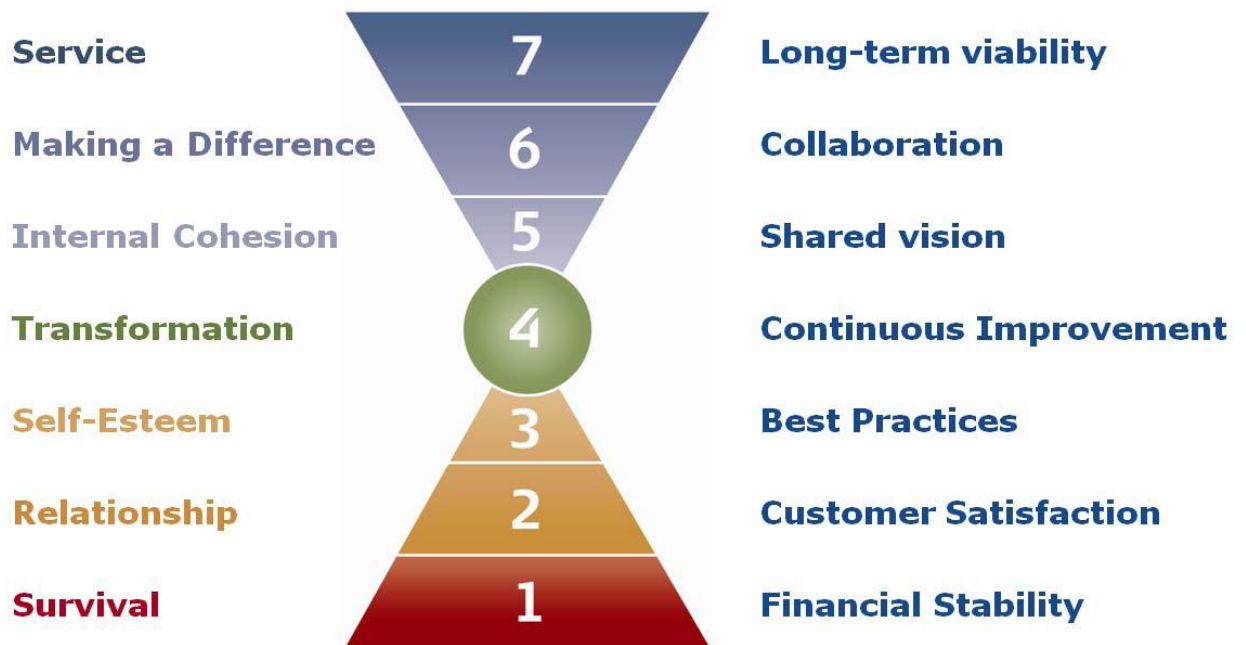 Service 7 Long-term viability
Making a Difference 6 Collaboration
Internal Cohesion 5 Shared vision
Transformation 4 Continuous Improvement
Self-Esteem 3 Best Practices
Relationship 2 Customer Satisfaction
Survival 1 Financial Stability